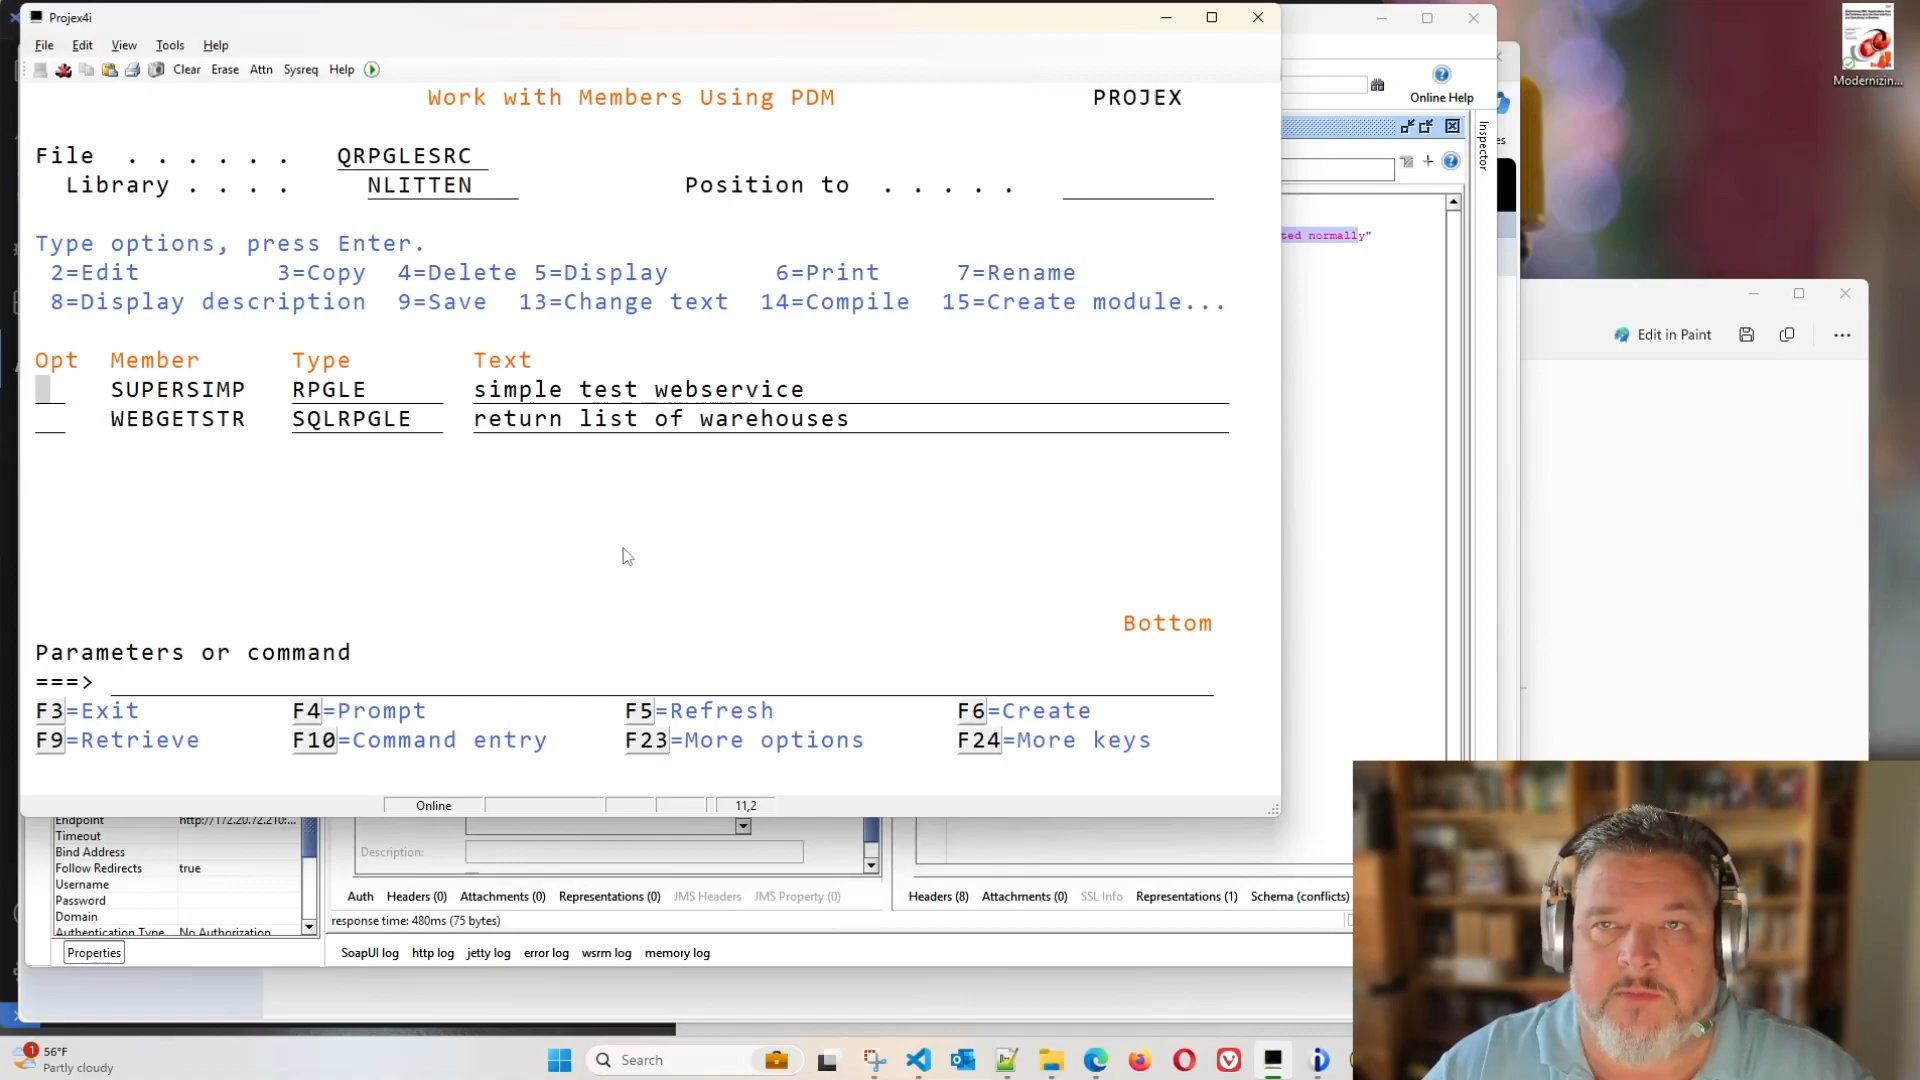 Projex4i
File Edit View Tools Help
Clear Erase Attn Sysreq Help
Work with Members Using PDM PROJEX
File . . . . . . QRPGLESRC
Library . . . . NLITTEN Position to . . . . .
Type options, press Enter.
2=Edit 3=Copy 4=Delete 5=Display 6=Print 7=Rename
8=Display description 9=Save 13=Change text 14=Compile 15=Create module...
Opt Member Type Text
SUPERSIMP RPGLE simple test webservice
WEBGETSTR SQLRPGLE return list of warehouses
Bottom
Parameters or command
===>
F3=Exit F4=Prompt F5=Refresh F6=Create
F9=Retrieve F10=Command entry F23=More options F24=More keys
Online 11,2
Online Help
Inspector
ted normally"
Modernizin...
Edit in Paint
Endpoint http://172.20.72.210:...
Timeout
Bind Address
Follow Redirects true
Username
Password
Domain
Authentication Type No Authorization
Properties
Description:
Auth Headers (0) Attachments (0) Representations (0) JMS Headers JMS Property (0)
Headers (8) Attachments (0) SSL Info Representations (1) Schema (conflicts)
response time: 480ms (75 bytes)
SoapUI log http log jetty log error log wsrm log memory log
1
56°F
Partly cloudy
Search